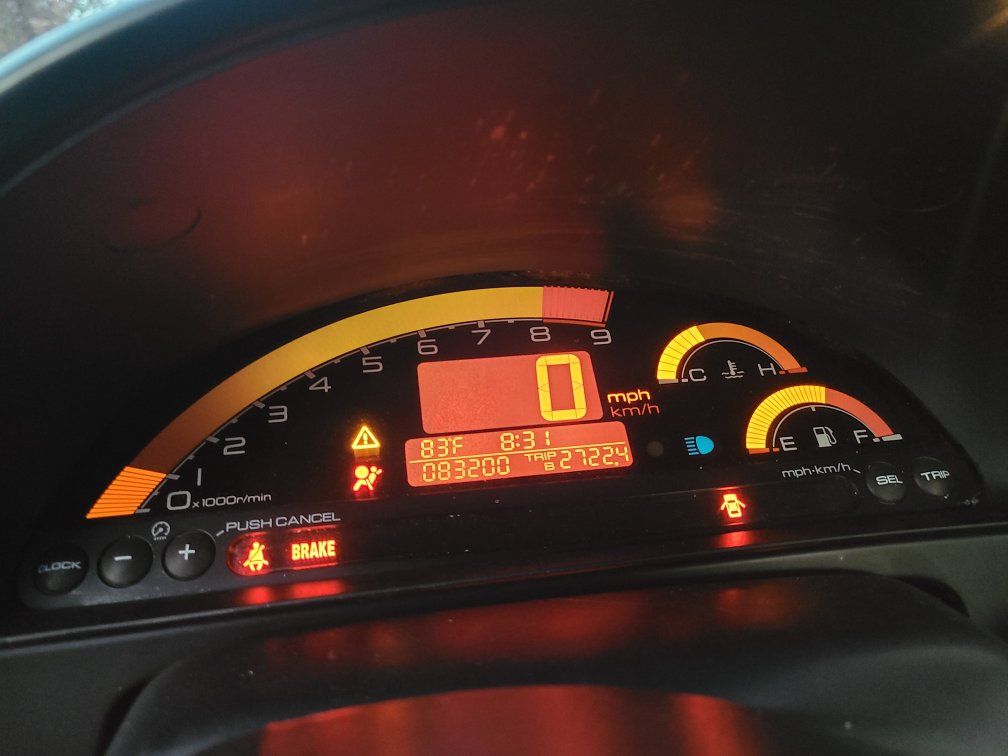 0 1 2 3 4 5 6 7 8 9
x1000r/min
0
mph
km/h
83°F 8:31
083200 TRIP B 2722.4
C H
E F
mph·km/h
SEL TRIP
PUSH CANCEL
CLOCK - +
BRAKE